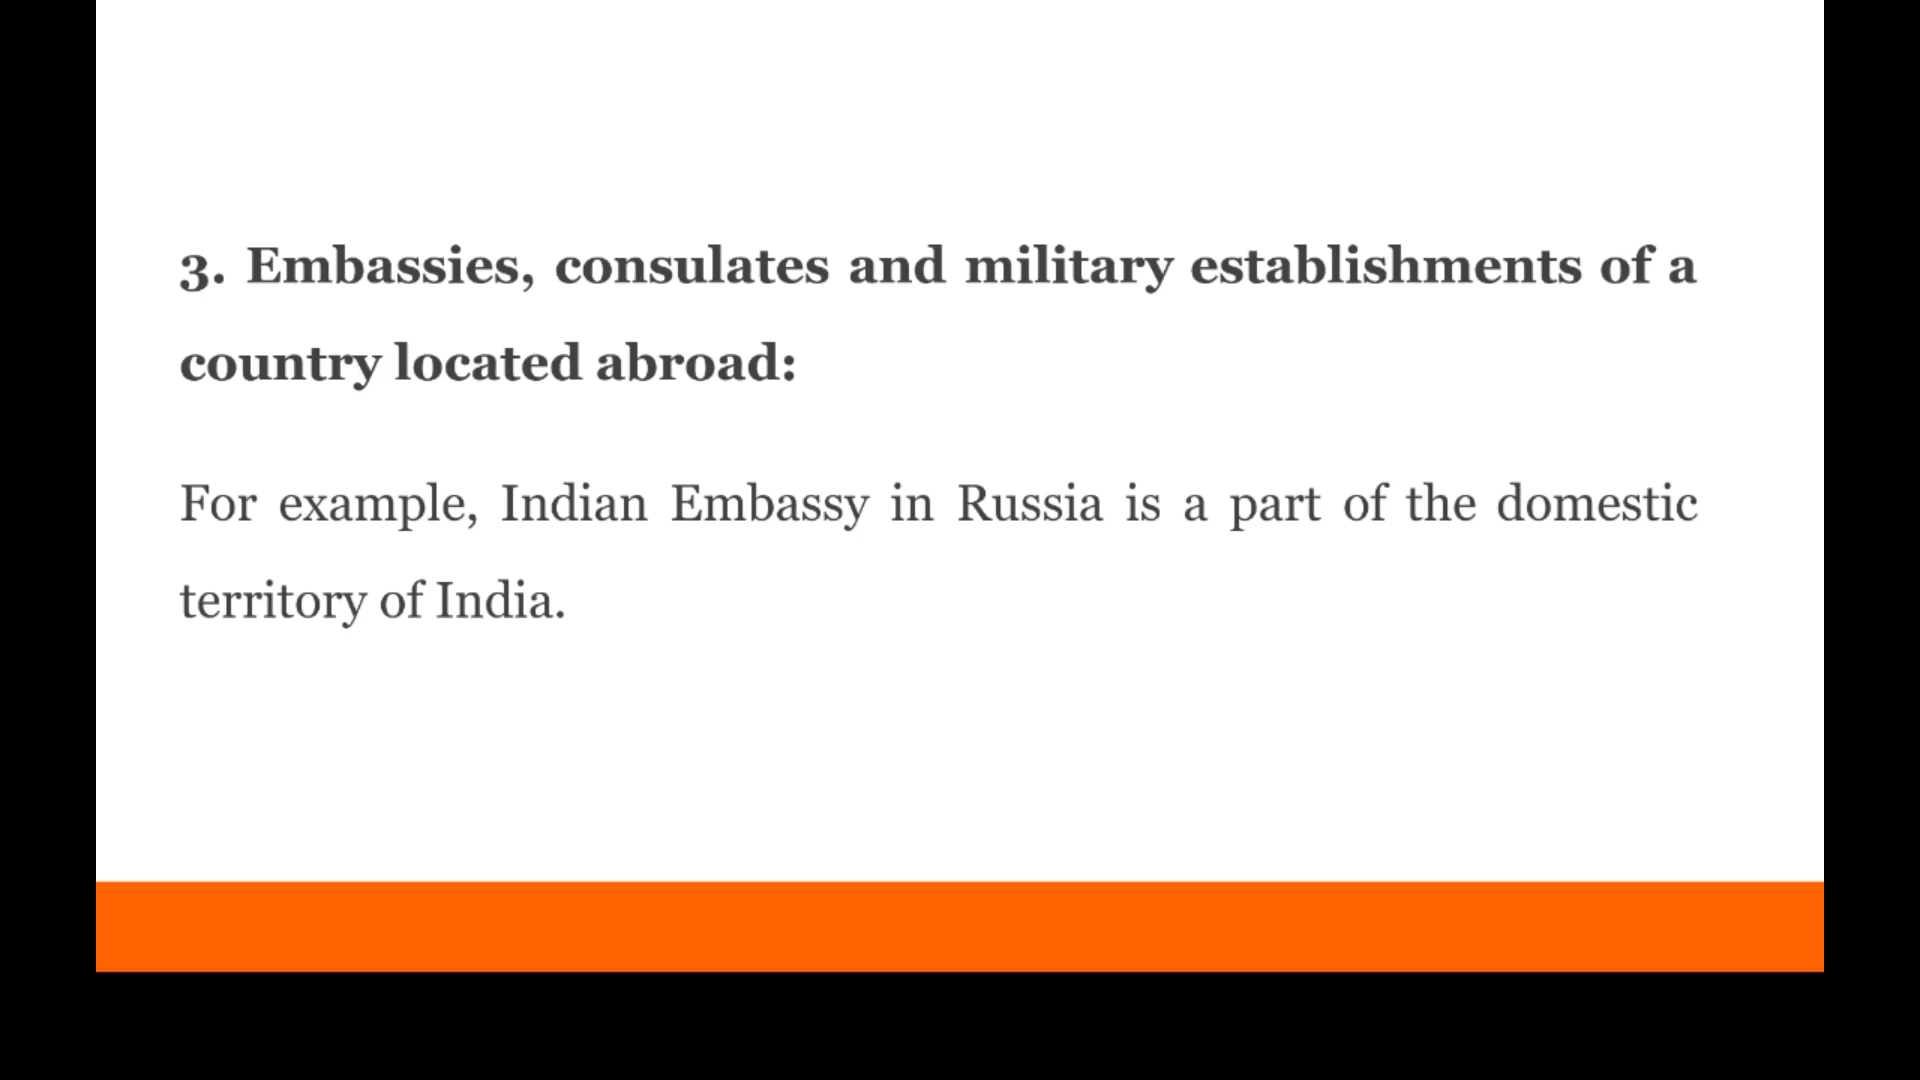 3. Embassies, consulates and military establishments of a
country located abroad:
For example, Indian Embassy in Russia is a part of the domestic
territory of India.